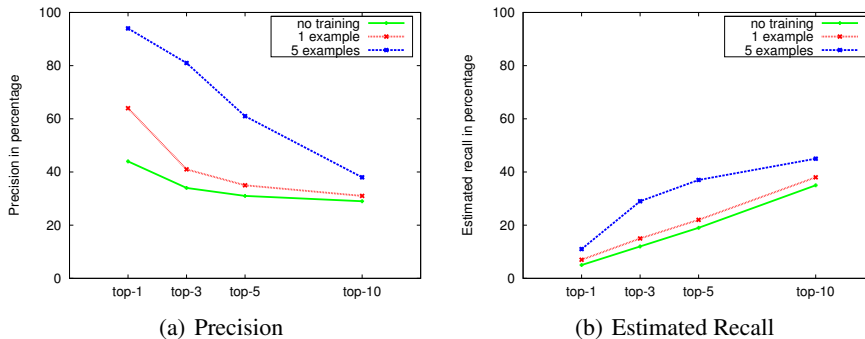 Precision in percentage
100
80
60
40
20
0
no training
1 example
5 examples
top-1 top-3 top-5 top-10
(a) Precision
Estimated recall in percentage
100
80
60
40
20
0
no training
1 example
5 examples
top-1 top-3 top-5 top-10
(b) Estimated Recall